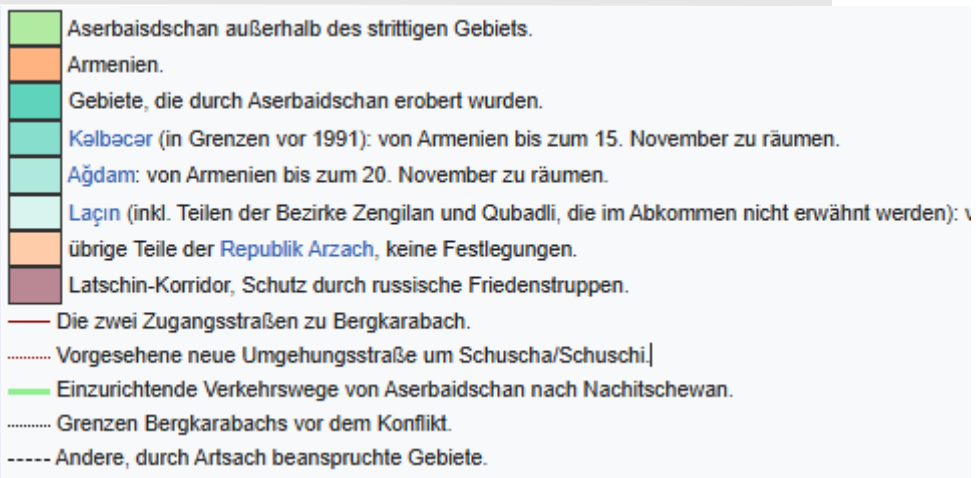 Aserbaisdschan außerhalb des strittigen Gebiets.
Armenien.
Gebiete, die durch Aserbaidschan erobert wurden.
Kəlbəcər (in Grenzen vor 1991): von Armenien bis zum 15. November zu räumen.
Ağdam: von Armenien bis zum 20. November zu räumen.
Laçın (inkl. Teilen der Bezirke Zengilan und Qubadli, die im Abkommen nicht erwähnt werden):
übrige Teile der Republik Arzach, keine Festlegungen.
Latschin-Korridor, Schutz durch russische Friedenstruppen.
Die zwei Zugangsstraßen zu Bergkarabach.
Vorgesehene neue Umgehungsstraße um Schuscha/Schuschi.
Einzurichtende Verkehrswege von Aserbaidschan nach Nachitschewan.
Grenzen Bergkarabachs vor dem Konflikt.
Andere, durch Artsach beanspruchte Gebiete.